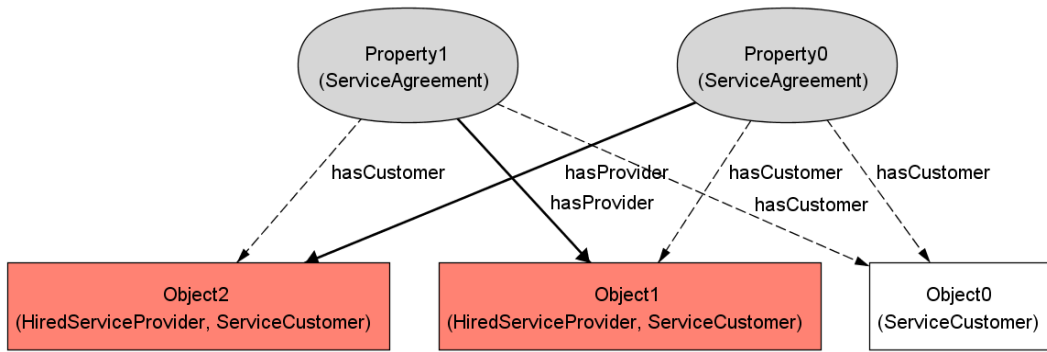 Property1
(ServiceAgreement)
Property0
(ServiceAgreement)
hasCustomer
hasProvider
hasCustomer
hasCustomer
hasProvider
hasCustomer
Object2
(HiredServiceProvider, ServiceCustomer)
Object1
(HiredServiceProvider, ServiceCustomer)
Object0
(ServiceCustomer)